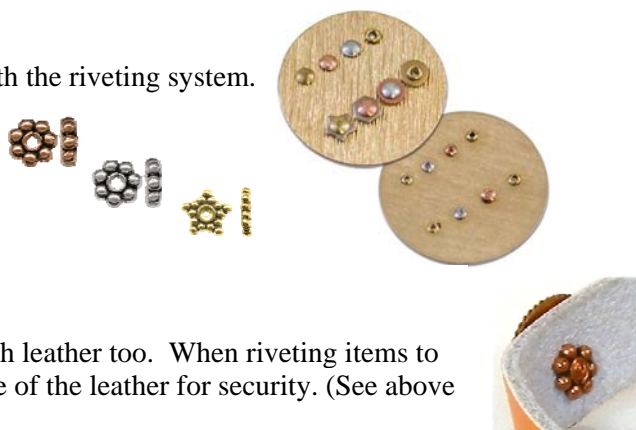 th the riveting system.
h leather too.  When riveting items to
e of the leather for security. (See above